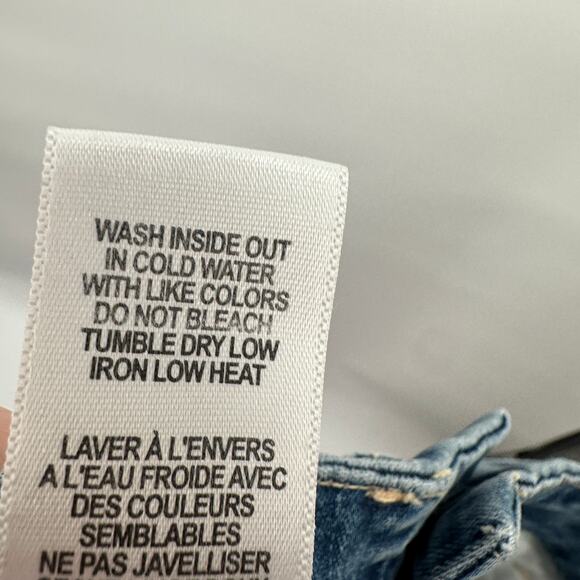 WASH INSIDE OUT
IN COLD WATER
WITH LIKE COLORS
DO NOT BLEACH
TUMBLE DRY LOW
IRON LOW HEAT
LAVER À L'ENVERS
A L'EAU FROIDE AVEC
DES COULEURS
SEMBLABLES
NE PAS JAVELLISER